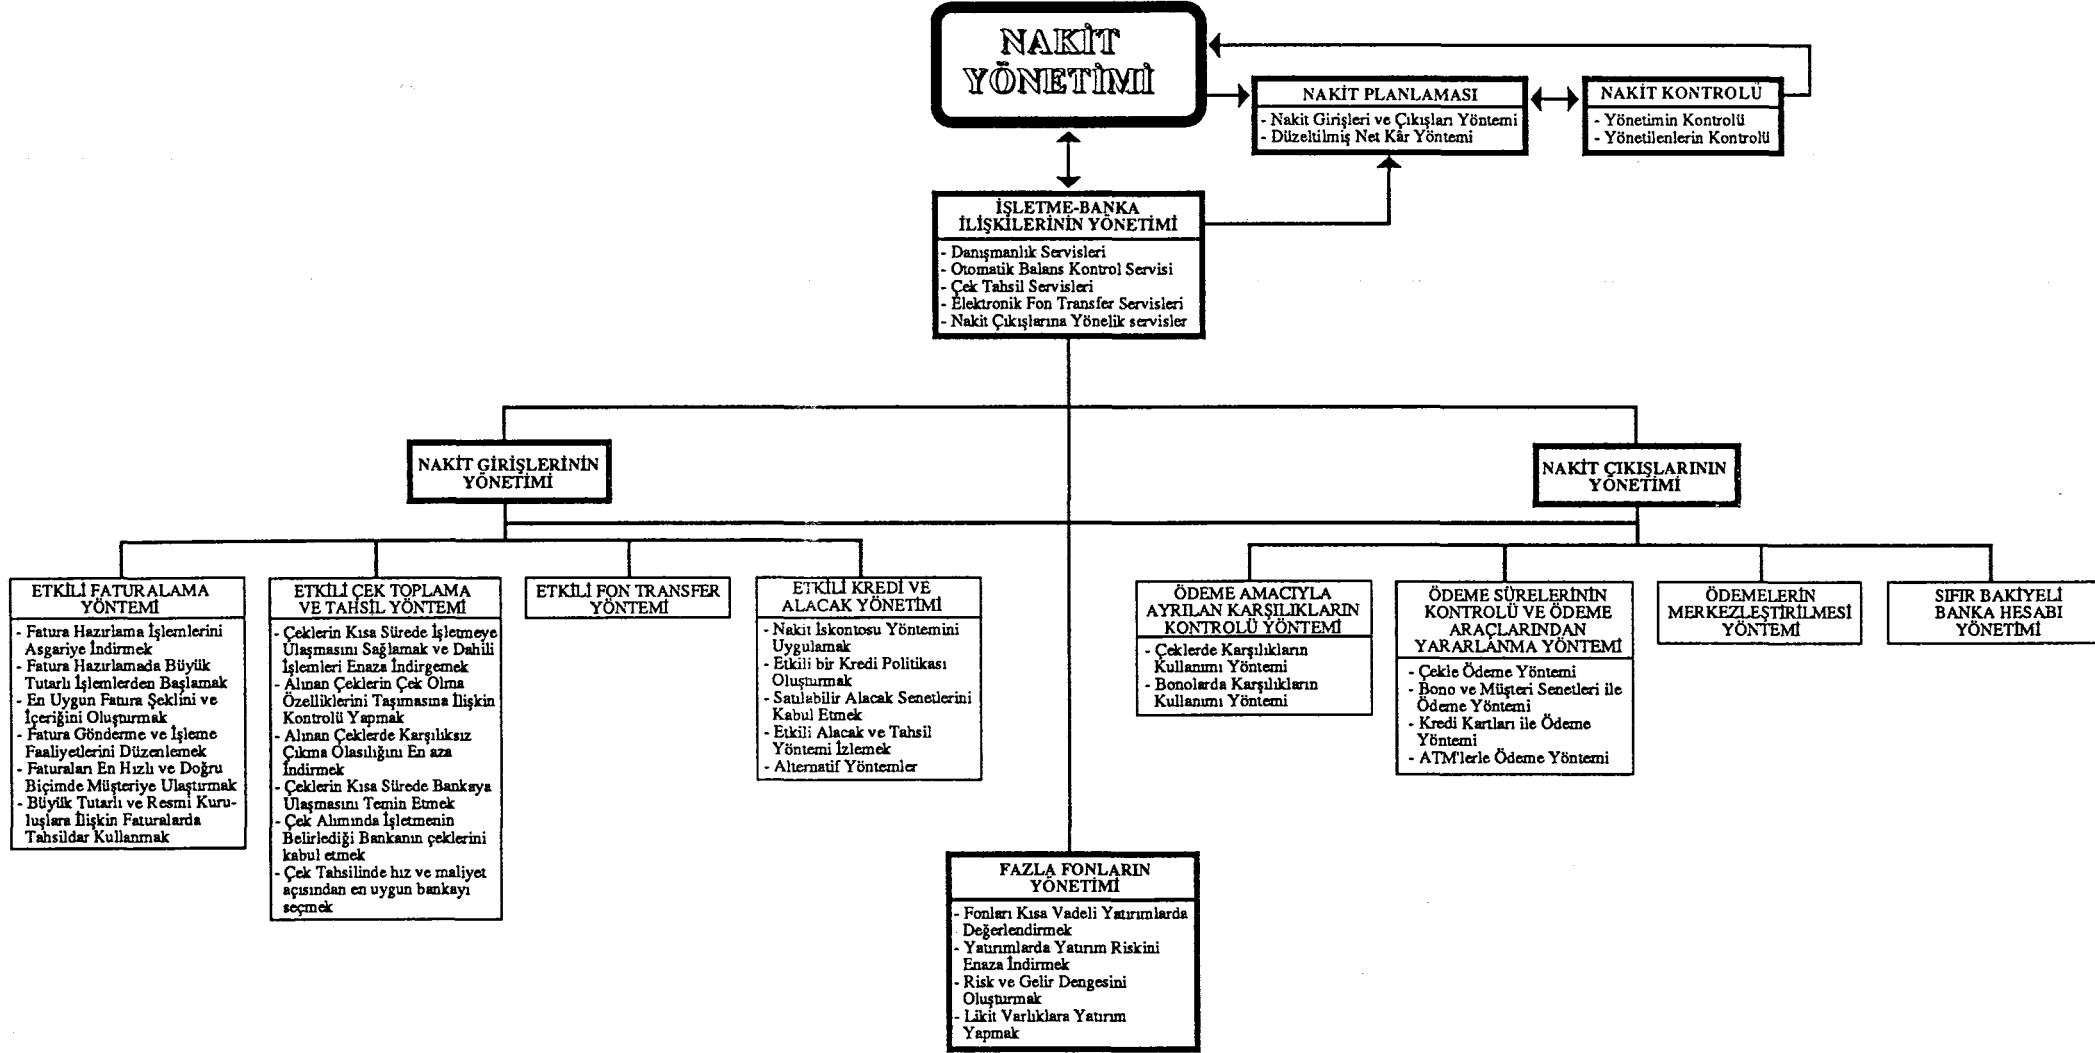 NAKİT
YÖNETİMİ
NAKİT PLANLAMASI
- Nakit Girişleri ve Çıkışları Yöntemi
- Düzeltilmiş Net Kâr Yöntemi
NAKİT KONTROLÜ
- Yönetimin Kontrolü
- Yönetilenlerin Kontrolü
İŞLETME-BANKA
İLİŞKİLERİNİN YÖNETİMİ
- Danışmanlık Servisleri
- Otomatik Balans Kontrol Servisi
- Çek Tahsil Servisleri
- Elektronik Fon Transfer Servisleri
- Nakit Çıkışlarına Yönelik servisler
NAKİT GİRİŞLERİNİN
YÖNETİMİ
NAKİT ÇIKIŞLARININ
YÖNETİMİ
ETKİLİ FATURALAMA
YÖNTEMİ
- Fatura Hazırlama İşlemlerini
Asgariye İndirmek
- Fatura Hazırlamada Büyük
Tutarlı İşlemlerden Başlamak
- En Uygun Fatura Şeklini ve
İçeriğini Oluşturmak
- Fatura Gönderme ve İşleme
Faaliyetlerini Düzenlemek
- Faturaları En Hızlı ve Doğru
Biçimde Müşteriye Ulaştırmak
- Büyük Tutarlı ve Resmi Kuru-
luşlara İlişkin Faturalarda
Tahsildar Kullanmak
ETKİLİ ÇEK TOPLAMA
VE TAHSİL YÖNTEMİ
- Çeklerin Kısa Sürede İşletmeye
Ulaşmasını Sağlamak ve Dahili
İşlemleri Enaza İndirgemek
- Alınan Çeklerin Çek Olma
Özelliklerini Taşımasına İlişkin
Kontrolü Yapmak
- Alınan Çeklerde Karşılıksız
Çıkma Olasılığını En aza
İndirmek
- Çeklerin Kısa Sürede Bankaya
Ulaşmasını Temin Etmek
- Çek Alımında İşletmenin
Belirlediği Bankanın çeklerini
kabul etmek
- Çek Tahsilinde hız ve maliyet
açısından en uygun bankayı
seçmek
ETKİLİ FON TRANSFER
YÖNTEMİ
ETKİLİ KREDİ VE
ALACAK YÖNETİMİ
- Nakit İskontosu Yöntemini
Uygulamak
- Etkili bir Kredi Politikası
Oluşturmak
- Satılabilir Alacak Senetlerini
Kabul Etmek
- Etkili Alacak ve Tahsil
Yöntemi İzlemek
- Alternatif Yöntemler
ÖDEME AMACIYLA
AYRILAN KARŞILIKLARIN
KONTROLÜ YÖNTEMİ
- Çeklerde Karşılıkların
Kullanımı Yöntemi
- Bonolarda Karşılıkların
Kullanımı Yöntemi
ÖDEME SÜRELERİNİN
KONTROLÜ VE ÖDEME
ARAÇLARINDAN
YARARLANMA YÖNTEMİ
- Çekle Ödeme Yöntemi
- Bono ve Müşteri Senetleri ile
Ödeme Yöntemi
- Kredi Kartları ile Ödeme
Yöntemi
- ATM'lerle Ödeme Yöntemi
ÖDEMELERİN
MERKEZLEŞTİRİLMESİ
YÖNTEMİ
SIFIR BAKİYELİ
BANKA HESABI
YÖNETİMİ
FAZLA FONLARIN
YÖNETİMİ
- Fonları Kısa Vadeli Yatırımlarda
Değerlendirmek
- Yatırımlarda Yatırım Riskini
Enaza İndirmek
- Risk ve Gelir Dengesini
Oluşturmak
- Likit Varlıklara Yatırım
Yapmak